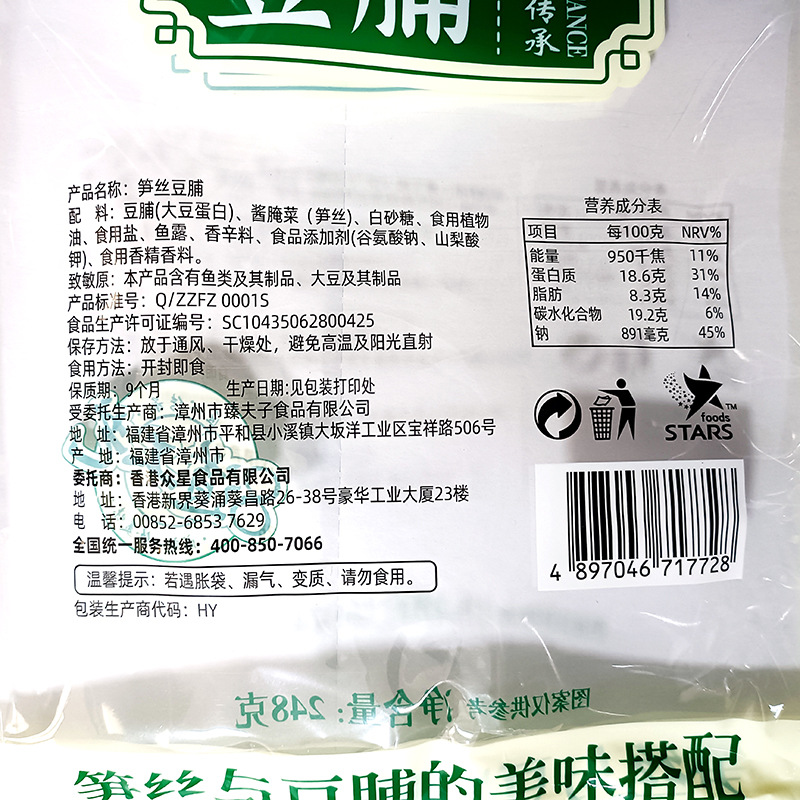 豆脯
传承
ANCE
产品名称：笋丝豆脯
配 料：豆脯(大豆蛋白)、酱腌菜（笋丝）、白砂糖、食用植物
油、食用盐、鱼露、香辛料、食品添加剂(谷氨酸钠、山梨酸
钾)、食用香精香料。
致敏原：本产品含有鱼类及其制品、大豆及其制品
产品标准号：Q/ZZFZ 0001S
食品生产许可证编号：SC10435062800425
保存方法：放于通风、干燥处，避免高温及阳光直射
食用方法：开封即食
保质期：9个月 生产日期:见包装打印处
受委托生产商：漳州市臻夫子食品有限公司
地 址：福建省漳州市平和县小溪镇大坂洋工业区宝祥路506号
产 地：福建省漳州市
委托商：香港众星食品有限公司
地 址：香港新界葵涌葵昌路26-38号豪华工业大厦23楼
电 话：00852-6853 7629
全国统一服务热线：400-850-7066
温馨提示：若遇胀袋、漏气、变质、请勿食用。
包装生产商代码：HY
营养成分表
项目 每100克 NRV%
能量 950千焦 11%
蛋白质 18.6克 31%
脂肪 8.3克 14%
碳水化合物 19.2克 6%
钠 891毫克 45%
foods
STARS
TM
4 897046 717728
图案仅供参考 净含量：248克
笋丝与豆脯的美味搭配